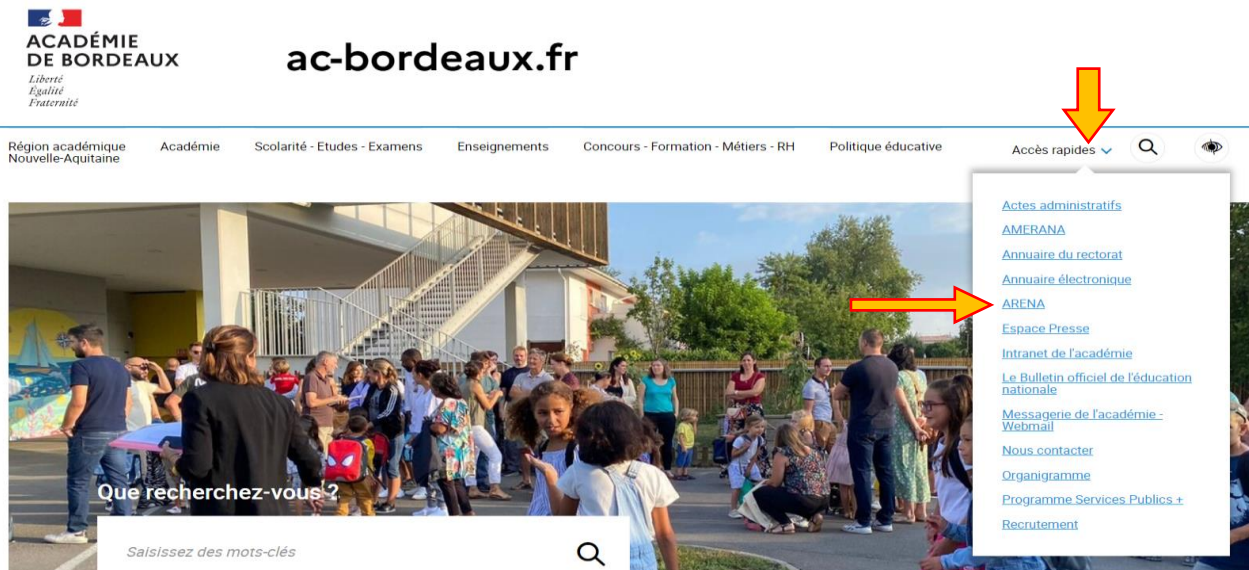 ACADÉMIE
DE BORDEAUX
Liberté
Égalité
Fraternité
ac-bordeaux.fr
Région académique
Nouvelle-Aquitaine
Académie
Scolarité - Etudes - Examens
Enseignements
Concours - Formation - Métiers - RH
Politique éducative
Accès rapides
Actes administratifs
AMERANA
Annuaire du rectorat
Annuaire électronique
ARENA
Espace Presse
Intranet de l'académie
Le Bulletin officiel de l'éducation
nationale
Messagerie de l'académie -
Webmail
Nous contacter
Organigramme
Programme Services Publics +
Recrutement
Que recherchez-vous ?
Saisissez des mots-clés